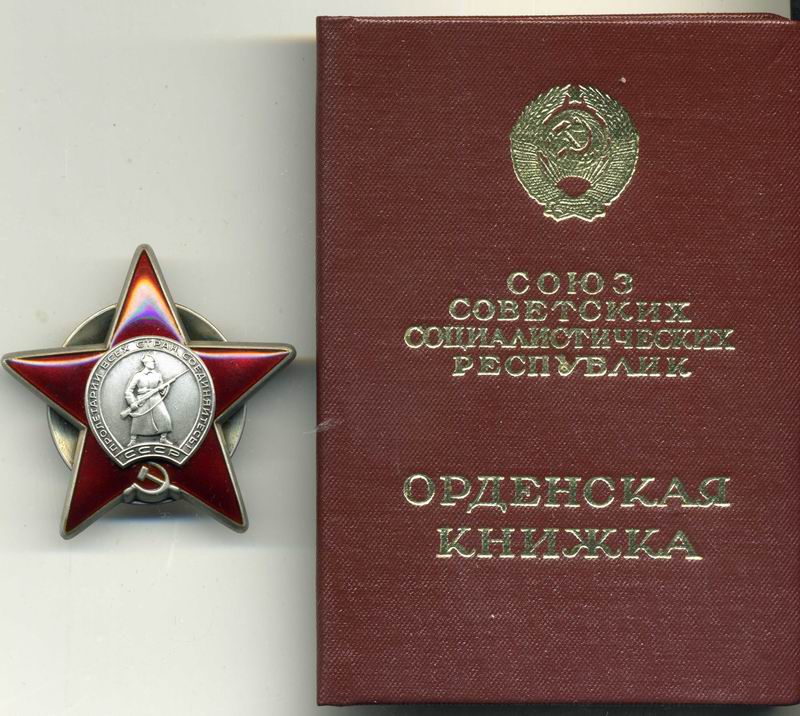 ПРОЛЕТАРИИ ВСЕХ СТРАН СОЕДИНЯЙТЕСЬ!
СССР
СОЮЗ
СОВЕТСКИХ
СОЦИАЛИСТИЧЕСКИХ
РЕСПУБЛИК
ОРДЕНСКАЯ
КНИЖКА